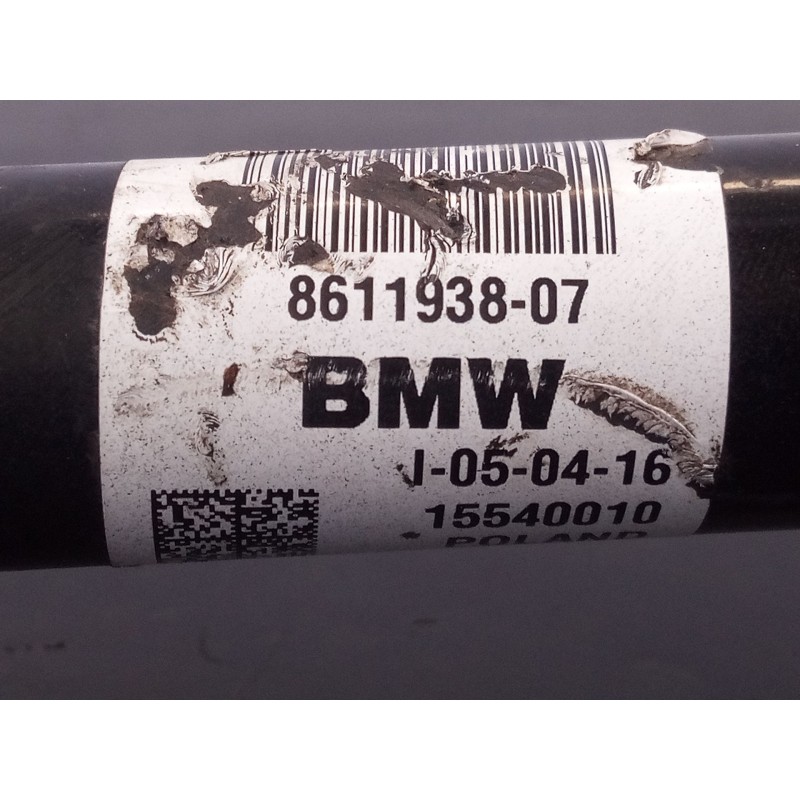 8611938-07
BMW
I-05-04-16
15540010
POLAND